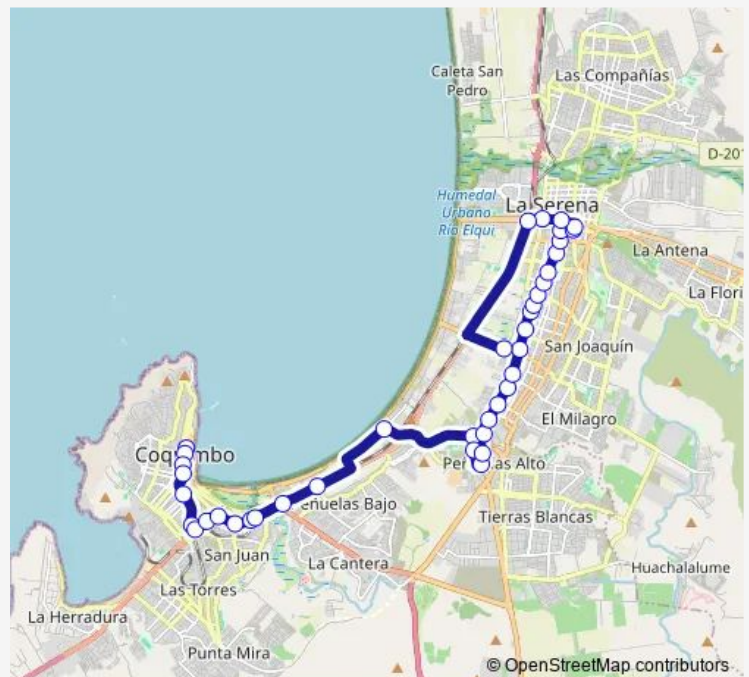 Caleta San
Pedro
Las Compañías
D-201
Humedal
Urbano
Río Elqui
La Serena
La Antena
La Flori
San Joaquín
El Milagro
Coquimbo
Peñuelas Alto
eñuelas Bajo
Tierras Blancas
San Juan
La Cantera
Huachalalume
Las Torres
La Herradura
Punta Mira
© OpenStreetMap contributors